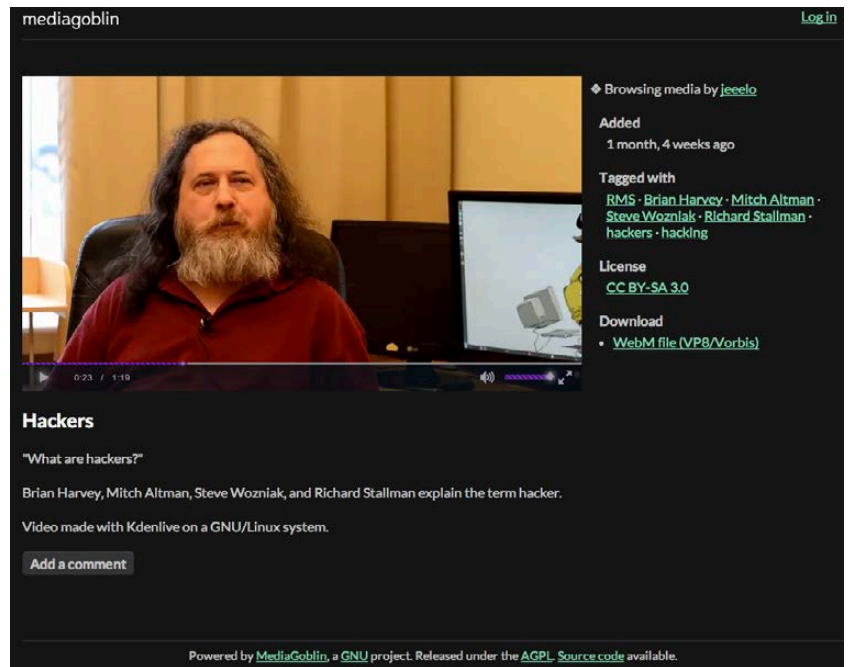 mediagoblin
Log in
❖ Browsing media by jeeelo
Added
1 month, 4 weeks ago
Tagged with
RMS · Brian Harvey · Mitch Altman ·
Steve Wozniak · Richard Stallman ·
hackers · hacking
License
CC BY-SA 3.0
Download
• WebM file (VP8/Vorbis)
0:23 / 1:19
Hackers
"What are hackers?"
Brian Harvey, Mitch Altman, Steve Wozniak, and Richard Stallman explain the term hacker.
Video made with Kdenlive on a GNU/Linux system.
Add a comment
Powered by MediaGoblin, a GNU project. Released under the AGPL. Source code available.